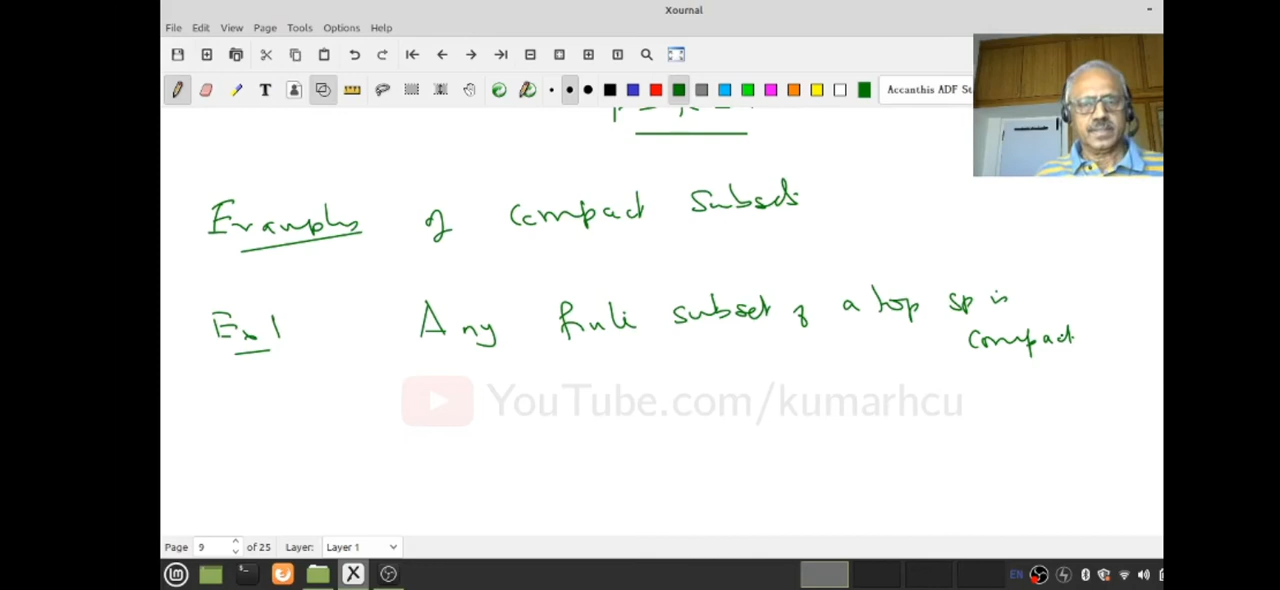 Xournal
File Edit View Page Tools Options Help
Accanthis ADF S
Examples of compact subsets
Ex 1 Any finite subset of a top sp is
compact
YouTube.com/kumarhcu
Page 9 of 25 Layer: Layer 1
EN